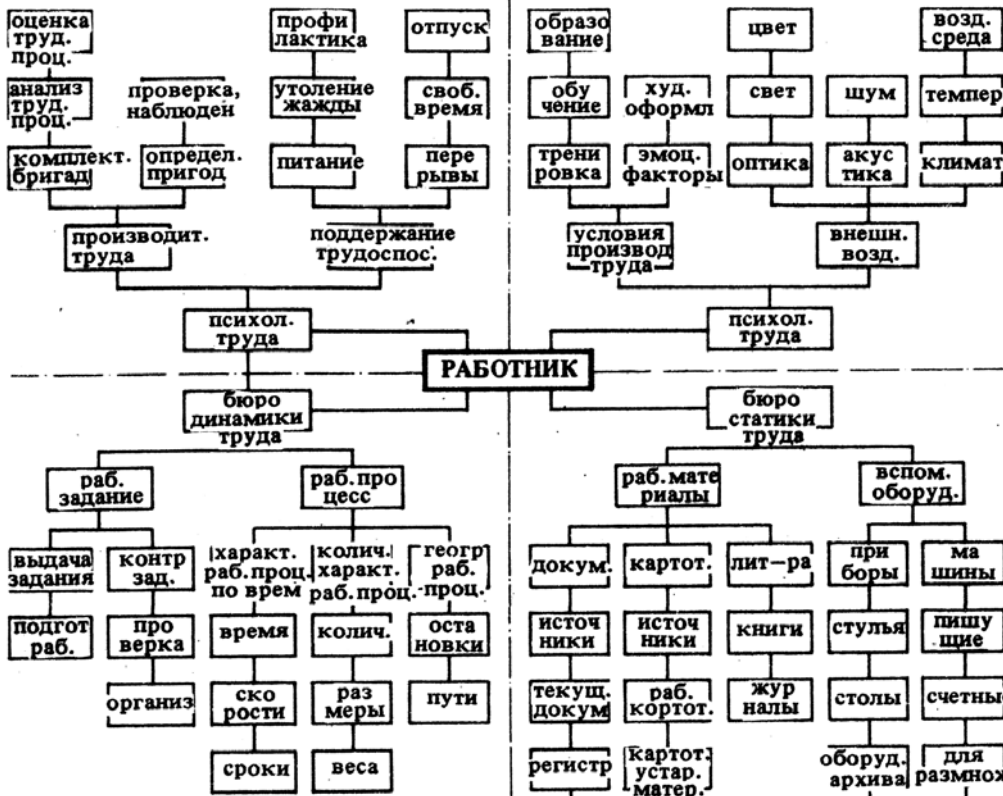 оценка
труд.
проц.
анализ
труд.
проц.
комплект.
бригад
проверка,
наблюден
определ.
пригод
производит.
труда
профи
лактика
утоление
жажды
питание
отпуск
своб.
время
пере
рывы
поддержание
трудоспос.
психол.
труда
образо
вание
обу
чение
трени
ровка
худ.
оформл
эмоц.
факторы
условия
производ
труда
цвет
свет
оптика
шум
акус
тика
возд.
среда
темпер
климат
внешн.
возд.
психол.
труда
РАБОТНИК
бюро
динамики
труда
раб.
задание
выдача
задания
подгот
раб.
контр
зад.
про
верка
организ
раб.про
цесс
характ.
раб.проц.
по врем
время
ско
рости
сроки
колич.
характ.
раб.проц.
колич.
раз
меры
веса
геогр
раб.
проц.
оста
новки
пути
бюро
статики
труда
раб.мате
риалы
докум.
источ
ники
текущ.
докум
регистр
картот.
источ
ники
раб.
кортот.
картот.
устар.
матер.
лит-ра
книги
жур
налы
вспом.
оборуд.
при
боры
стулья
столы
оборуд.
архива
ма
шины
пишу
щие
счетны
для
размнож